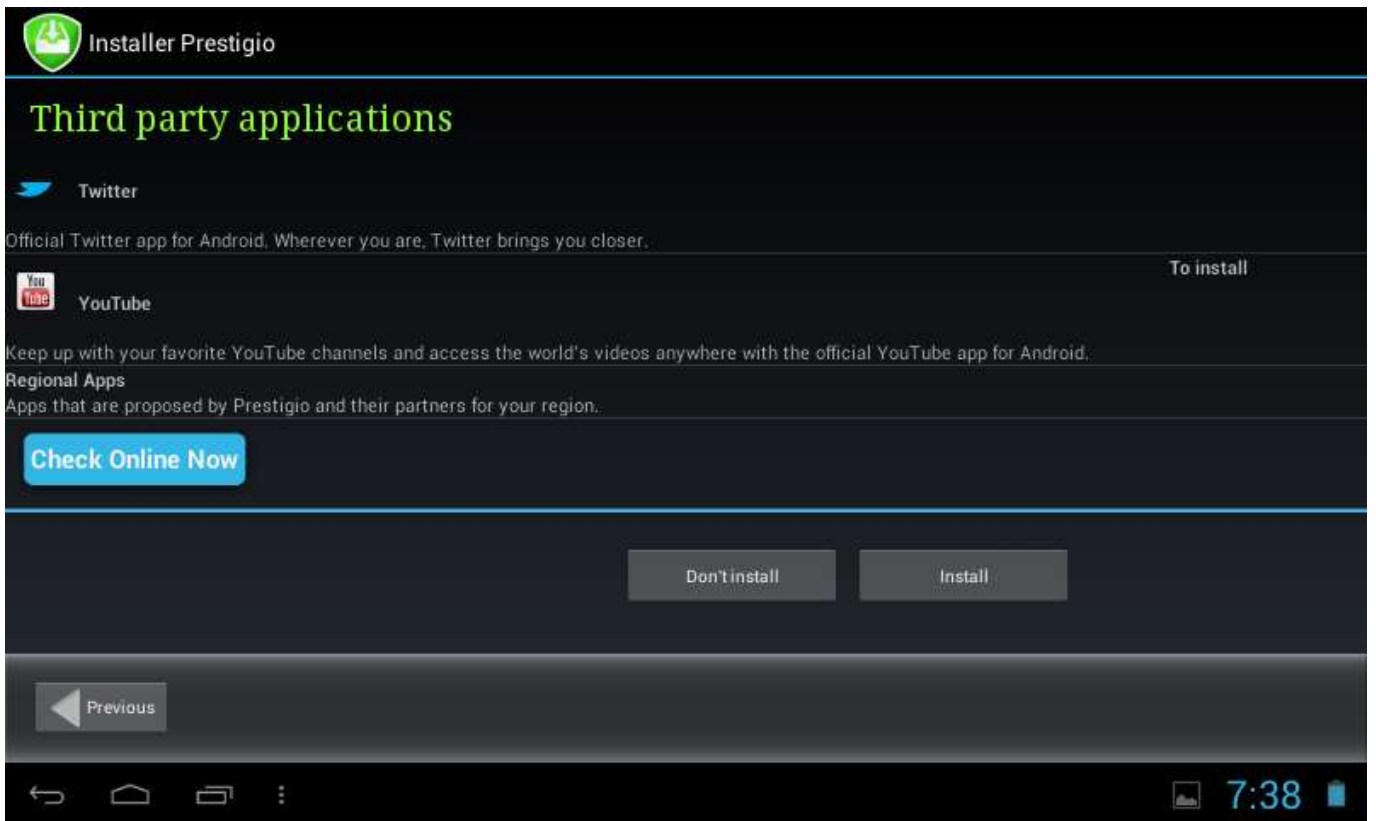 Installer Prestigio
Third party applications
Twitter
Official Twitter app for Android. Wherever you are, Twitter brings you closer.
To install
You
Tube
YouTube
Keep up with your favorite YouTube channels and access the world's videos anywhere with the official YouTube app for Android.
Regional Apps
Apps that are proposed by Prestigio and their partners for your region.
Check Online Now
Don't install
Install
Previous
7:38